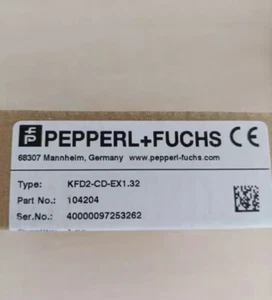 PEPPERL+FUCHS CE
68307 Mannheim, Germany www.pepperl-fuchs.com
Type: KFD2-CD-EX1.32
Part No.: 104204
Ser.No.: 40000097253262